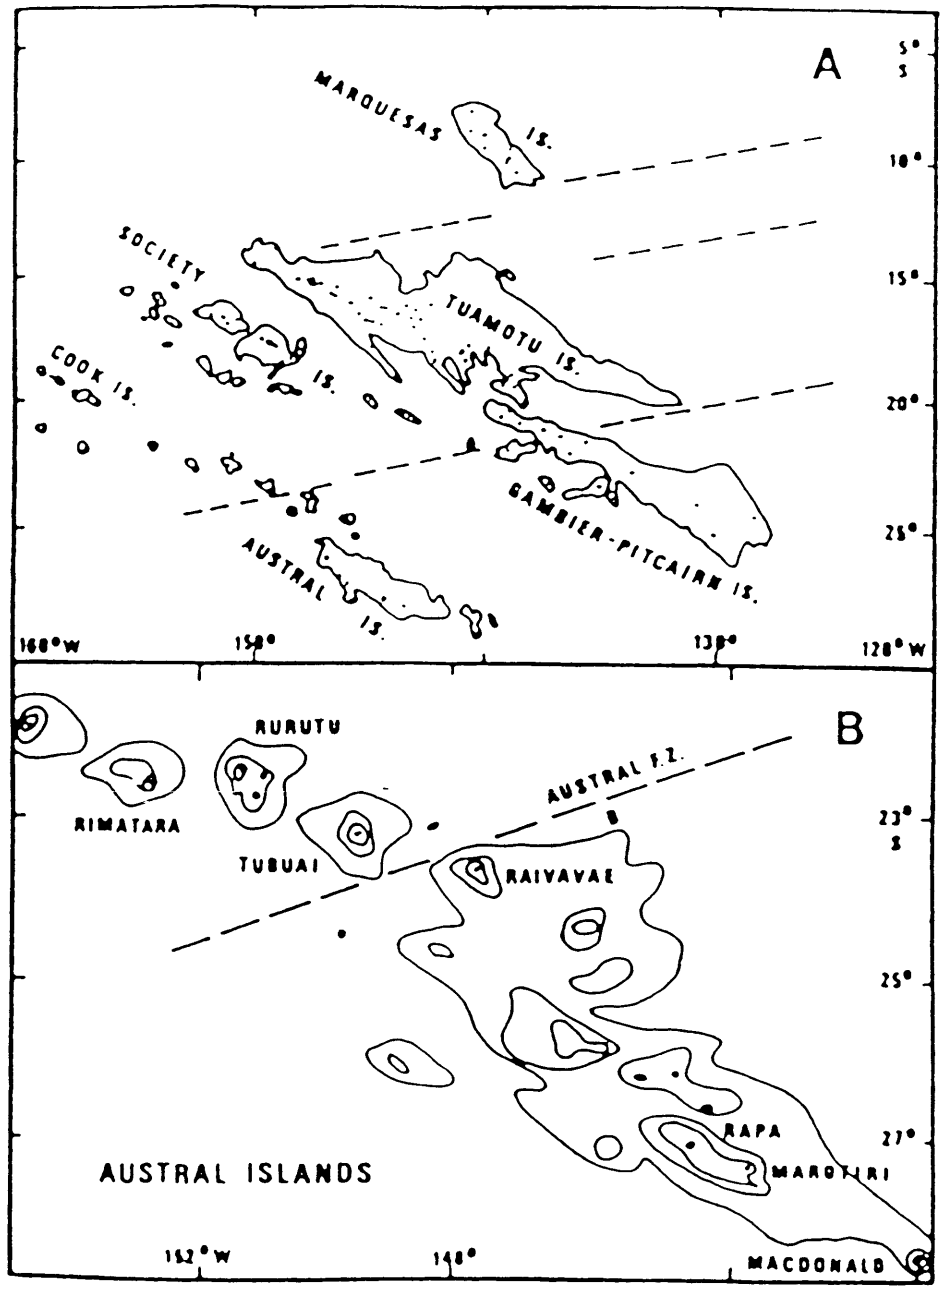 A
5°
S
MARQUESAS
IS.
10°
SOCIETY
IS.
15°
TUAMOTU IS.
COOK IS.
20°
GAMBIER-PITCAIRN IS.
25°
AUSTRAL
IS.
160°W
150°
130°
120°W
B
RURUTU
AUSTRAL F.Z.
RIMATARA
23°
S
TUBUAI
RAIVAVAE
25°
RAPA
27°
MAROTIRI
AUSTRAL ISLANDS
152°W
148°
MACDONALD